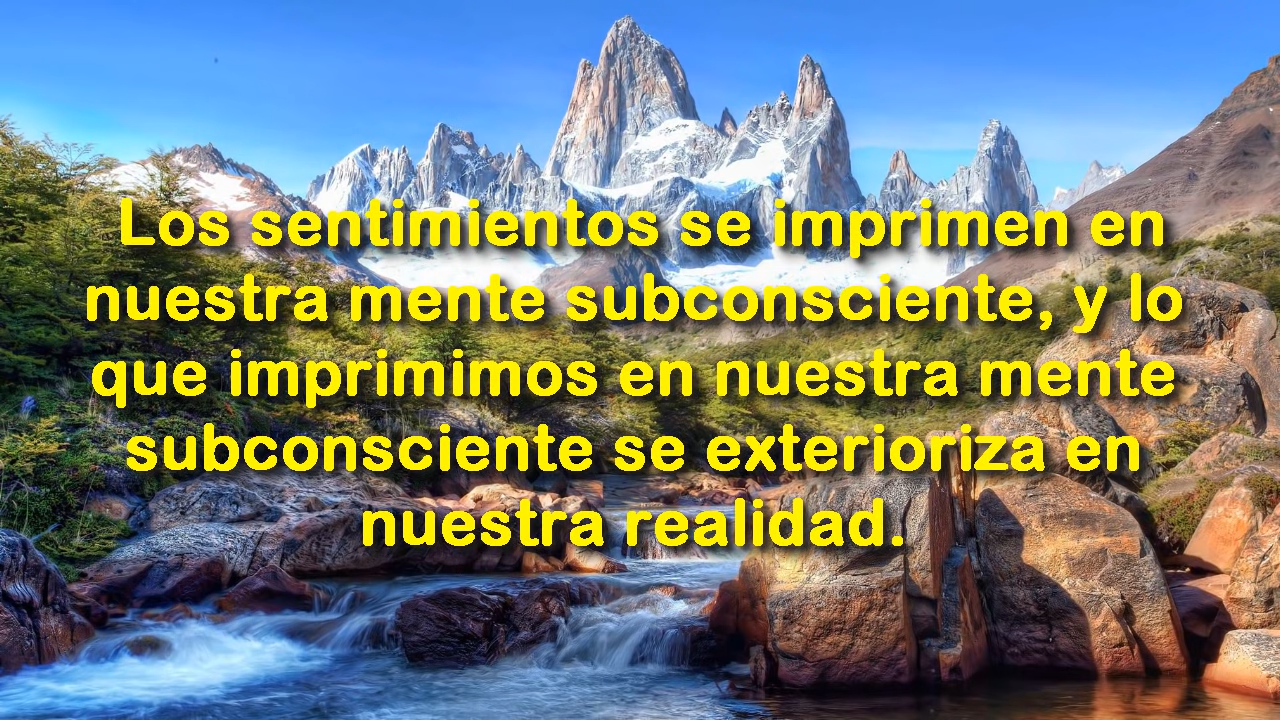 Los sentimientos se imprimen en
nuestra mente subconsciente, y lo
que imprimimos en nuestra mente
subconsciente se exterioriza en
nuestra realidad.